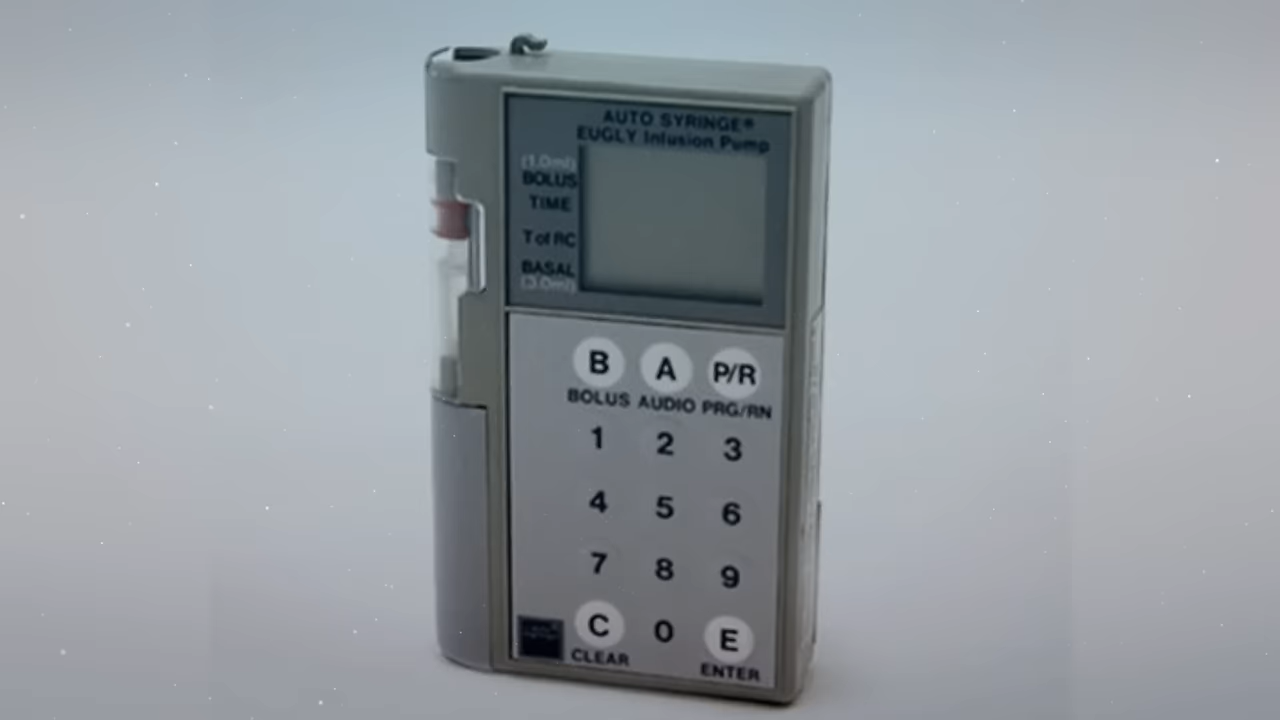 AUTO SYRINGE®
EUGLY Infusion Pump
(1.0ml)
BOLUS
TIME
T of RC
BASAL
(3.0ml)
B A P/R
BOLUS AUDIO PRG/RN
1 2 3
4 5 6
7 8 9
C 0 E
CLEAR ENTER